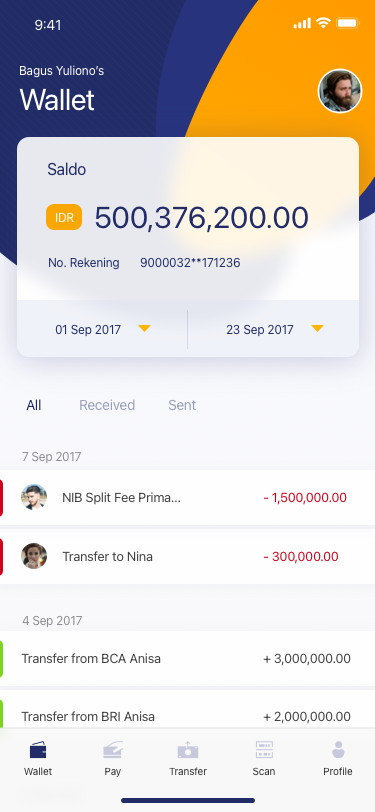 9:41
Bagus Yuliono's
Wallet
Saldo
IDR 500,376,200.00
No. Rekening 9000032**171236
01 Sep 2017 23 Sep 2017
All Received Sent
7 Sep 2017
NIB Split Fee Prima... - 1,500,000.00
Transfer to Nina - 300,000.00
4 Sep 2017
Transfer from BCA Anisa + 3,000,000.00
Transfer from BRI Anisa + 2,000,000.00
Wallet Pay Transfer Scan Profile